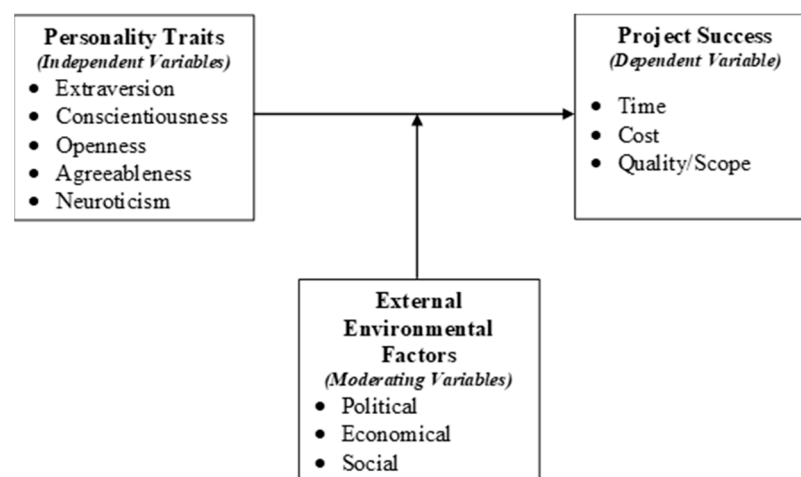 Personality Traits
(Independent Variables)
• Extraversion
• Conscientiousness
• Openness
• Agreeableness
• Neuroticism
Project Success
(Dependent Variable)
• Time
• Cost
• Quality/Scope
External
Environmental
Factors
(Moderating Variables)
• Political
• Economical
• Social